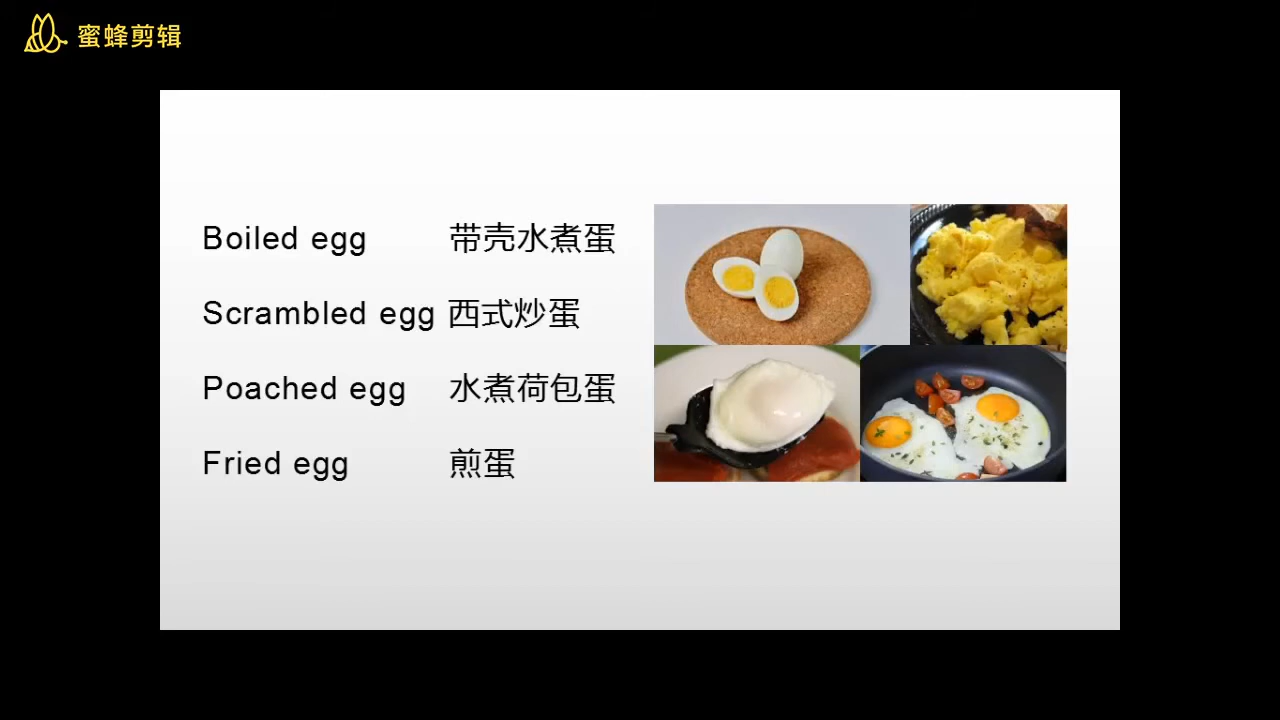 蜜蜂剪辑
Boiled egg 带壳水煮蛋
Scrambled egg 西式炒蛋
Poached egg 水煮荷包蛋
Fried egg 煎蛋